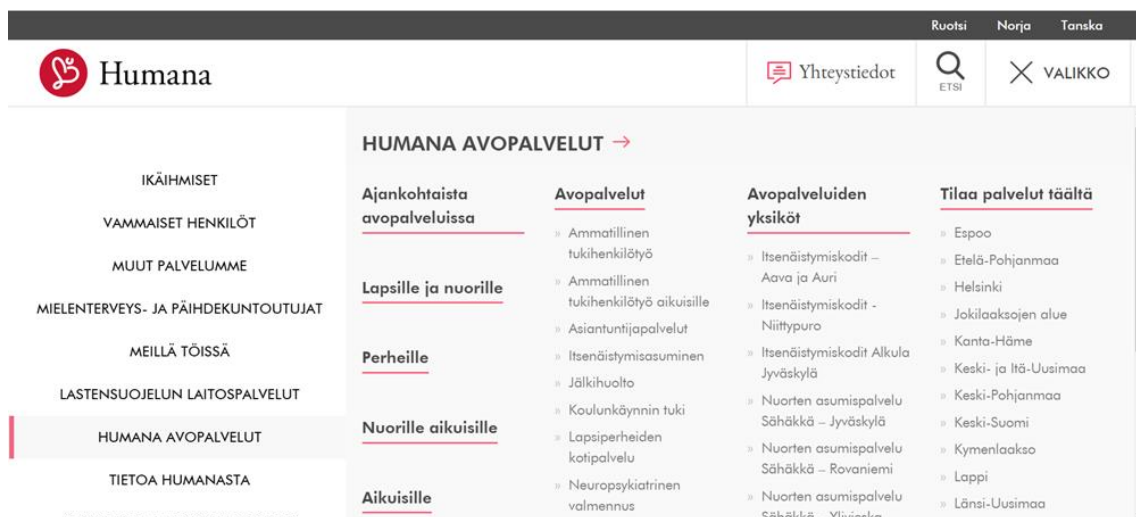 Ruotsi Norja Tanska
Humana
Yhteystiedot
ETSI
VALIKKO
IKÄIHMISET
VAMMAISET HENKILÖT
MUUT PALVELUMME
MIELENTERVEYS- JA PÄIHDEKUNTOUTUJAT
MEILLÄ TÖISSÄ
LASTENSUOJELUN LAITOSPALVELUT
HUMANA AVOPALVELUT
TIETOA HUMANASTA
HUMANA AVOPALVELUT →
Ajankohtaista
avopalveluissa
Lapsille ja nuorille
Perheille
Nuorille aikuisille
Aikuisille
Avopalvelut
» Ammatillinen
tukihenkilötyö
» Ammatillinen
tukihenkilötyö aikuisille
» Asiantuntijapalvelut
» Itsenäistymisasuminen
» Jälkihuolto
» Koulunkäynnin tuki
» Lapsiperheiden
kotipalvelu
» Neuropsykiatrinen
valmennus
Avopalveluiden
yksiköt
» Itsenäistymiskodit –
Aava ja Auri
» Itsenäistymiskodit -
Niittypuro
» Itsenäistymiskodit Alkula
Jyväskylä
» Nuorten asumispalvelu
Sähäkkä – Jyväskylä
» Nuorten asumispalvelu
Sähäkkä – Rovaniemi
» Nuorten asumispalvelu
Sähäkkä – Ylivieska
Tilaa palvelut täältä
» Espoo
» Etelä-Pohjanmaa
» Helsinki
» Jokilaaksojen alue
» Kanta-Häme
» Keski- ja Itä-Uusimaa
» Keski-Pohjanmaa
» Keski-Suomi
» Kymenlaakso
» Lappi
» Länsi-Uusimaa